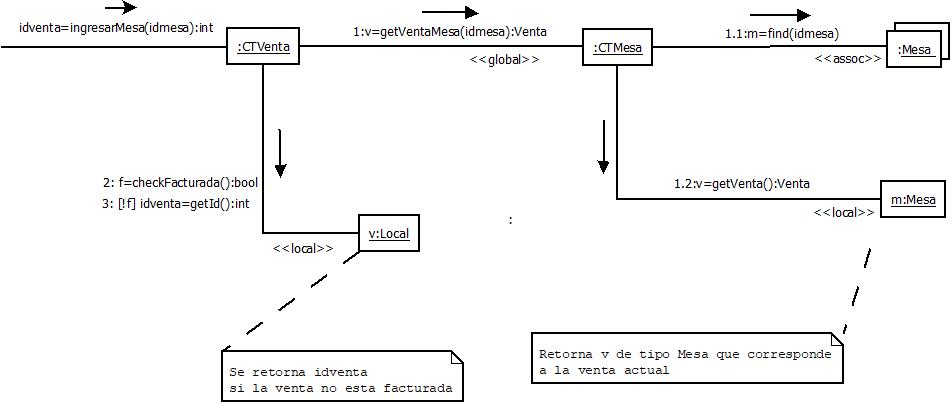 idventa=ingresarMesa(idmesa):int
:CTVenta
1:v=getVentaMesa(idmesa):Venta
<<global>>
:CTMesa
1.1:m=find(idmesa)
<<assoc>>
:Mesa
2: f=checkFacturada():bool
3: [!f] idventa=getId():int
<<local>>
v:Local
:
1.2:v=getVenta():Venta
<<local>>
m:Mesa
Se retorna idventa
si la venta no esta facturada
Retorna v de tipo Mesa que corresponde
a la venta actual